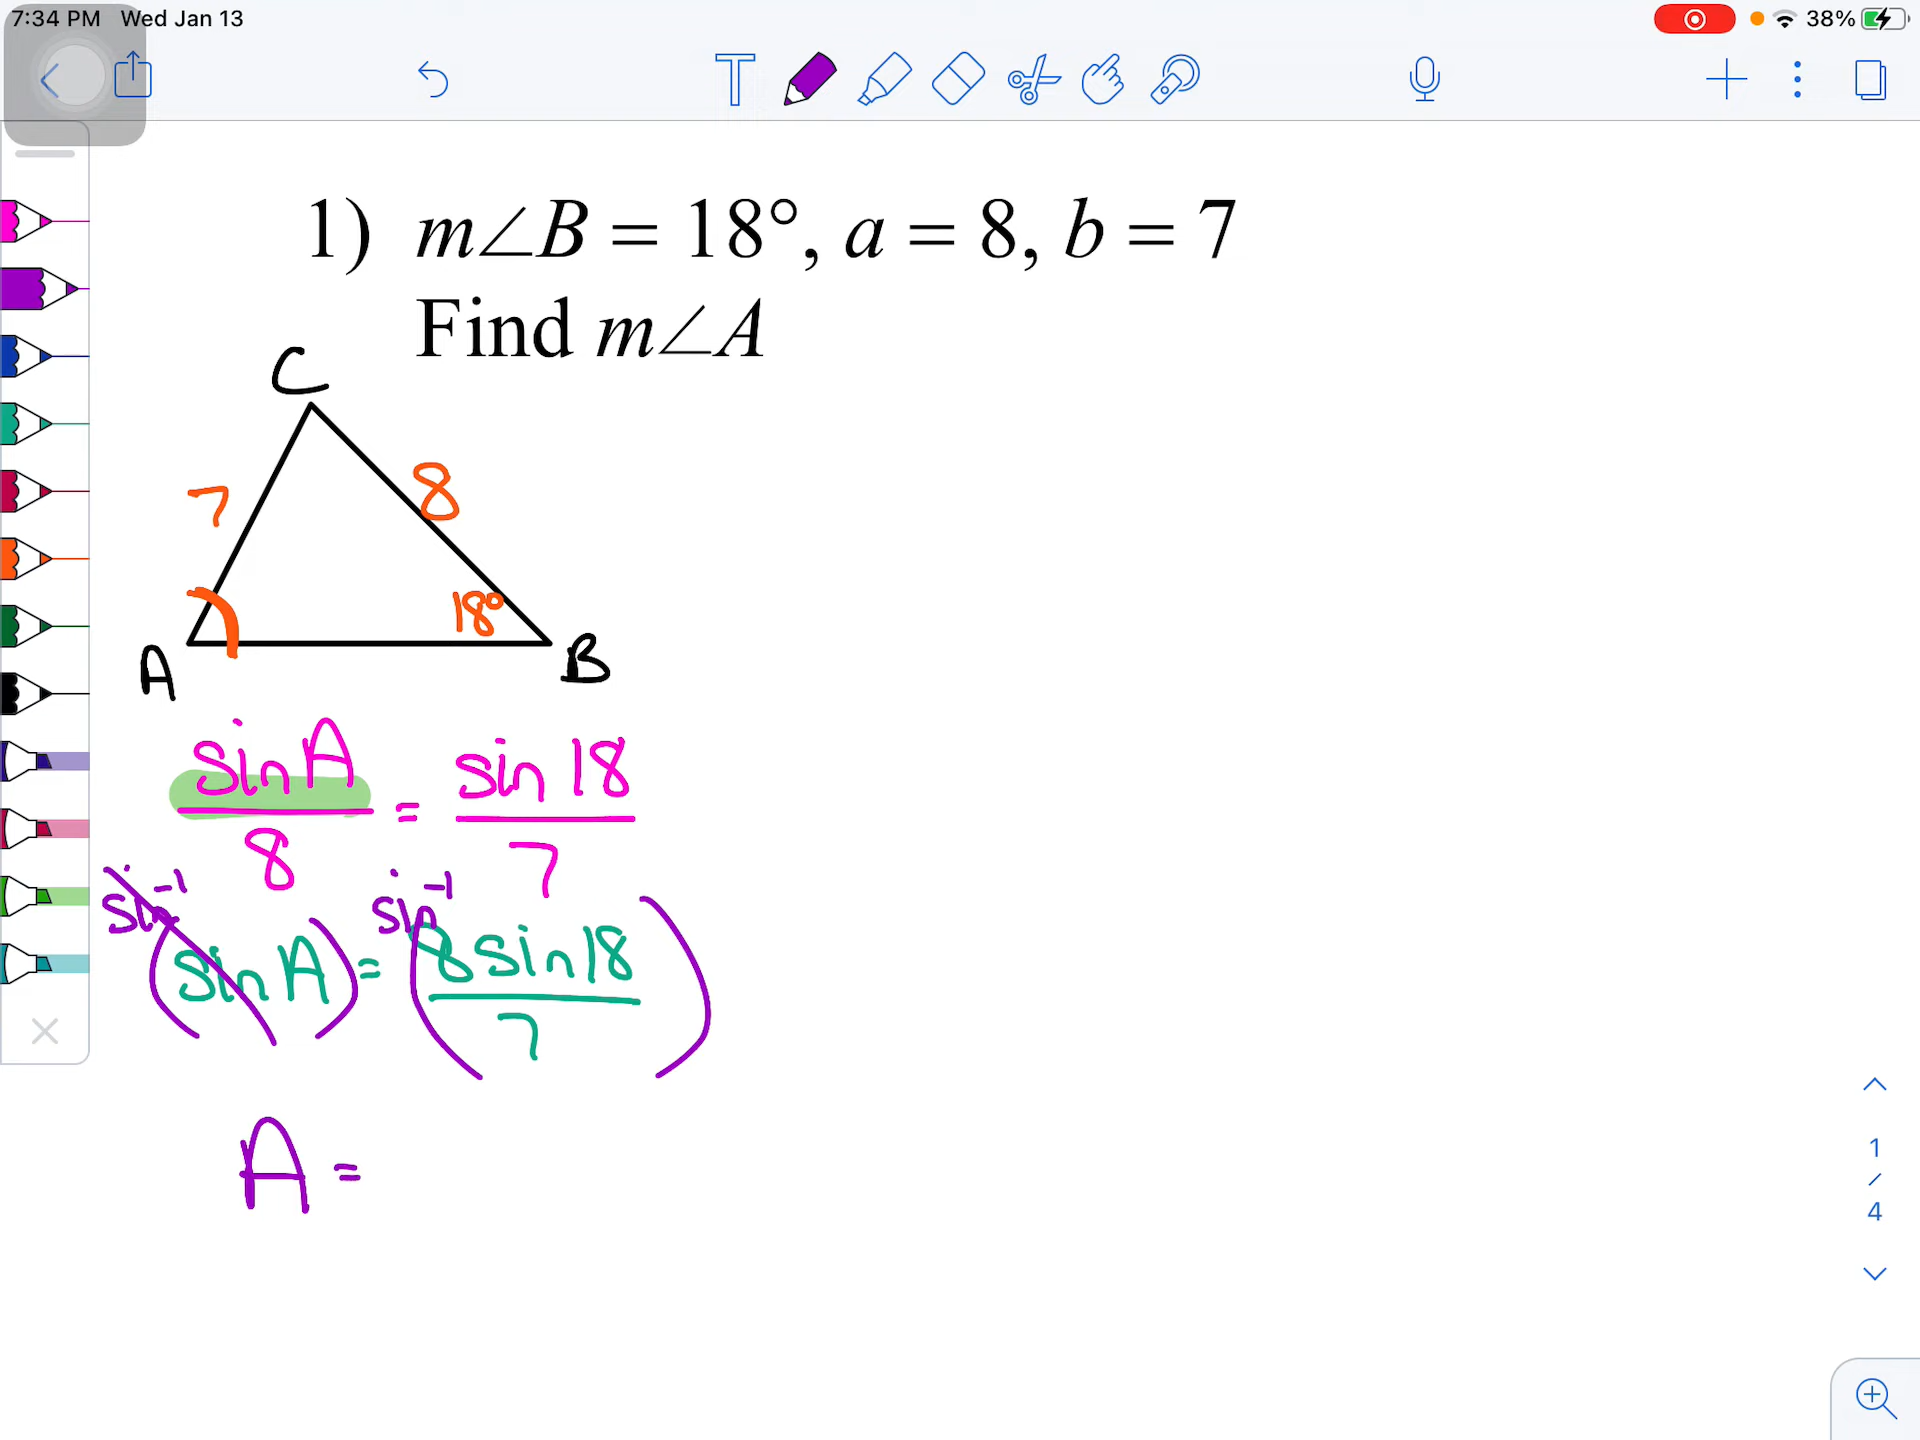 7:34 PM Wed Jan 13
38%
T
1) m∠B = 18°, a = 8, b = 7
Find m∠A
C
7
8
18°
A
B
sin A / 8 = sin 18 / 7
sin⁻¹ (sin A) = sin⁻¹ (8 sin 18 / 7)
A =
1
/
4